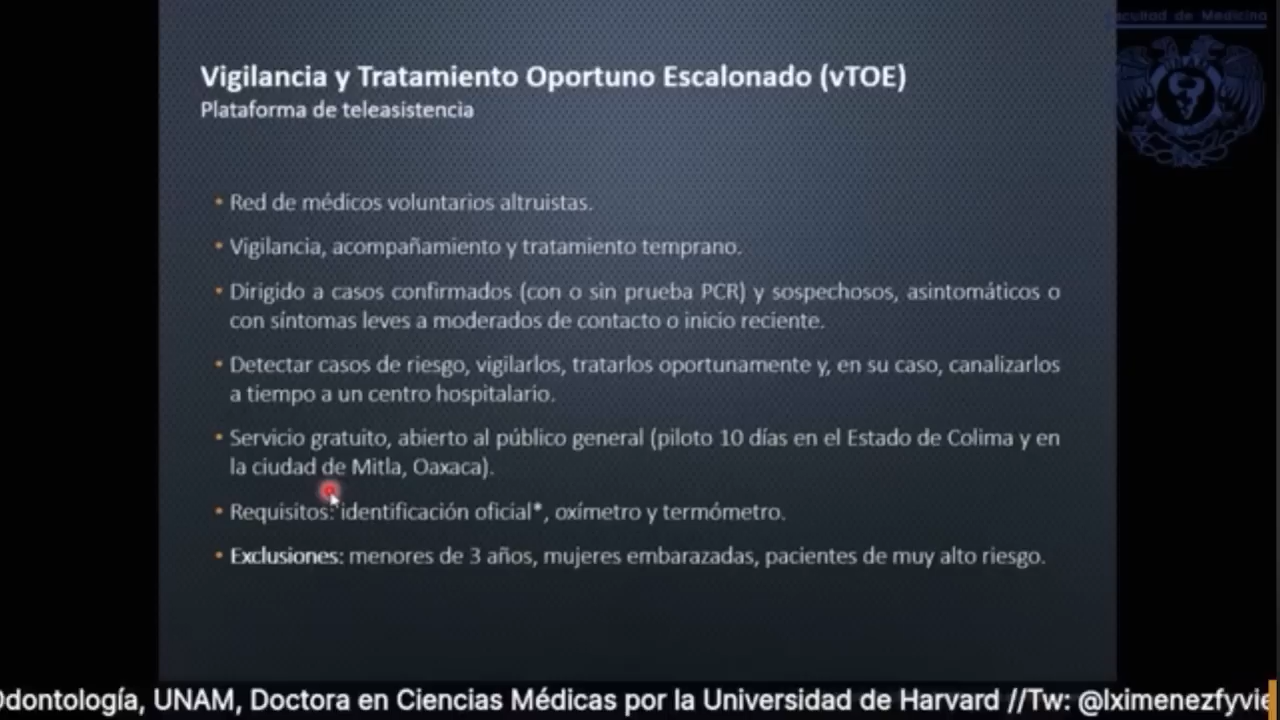 Facultad de Medicina
Vigilancia y Tratamiento Oportuno Escalonado (vTOE)
Plataforma de teleasistencia
• Red de médicos voluntarios altruistas.
• Vigilancia, acompañamiento y tratamiento temprano.
• Dirigido a casos confirmados (con o sin prueba PCR) y sospechosos, asintomáticos o
con síntomas leves a moderados de contacto o inicio reciente.
• Detectar casos de riesgo, vigilarlos, tratarlos oportunamente y, en su caso, canalizarlos
a tiempo a un centro hospitalario.
• Servicio gratuito, abierto al público general (piloto 10 días en el Estado de Colima y en
la ciudad de Mitla, Oaxaca).
• Requisitos: identificación oficial*, oxímetro y termómetro.
• Exclusiones: menores de 3 años, mujeres embarazadas, pacientes de muy alto riesgo.
Odontología, UNAM, Doctora en Ciencias Médicas por la Universidad de Harvard //Tw: @lximenezfyvie